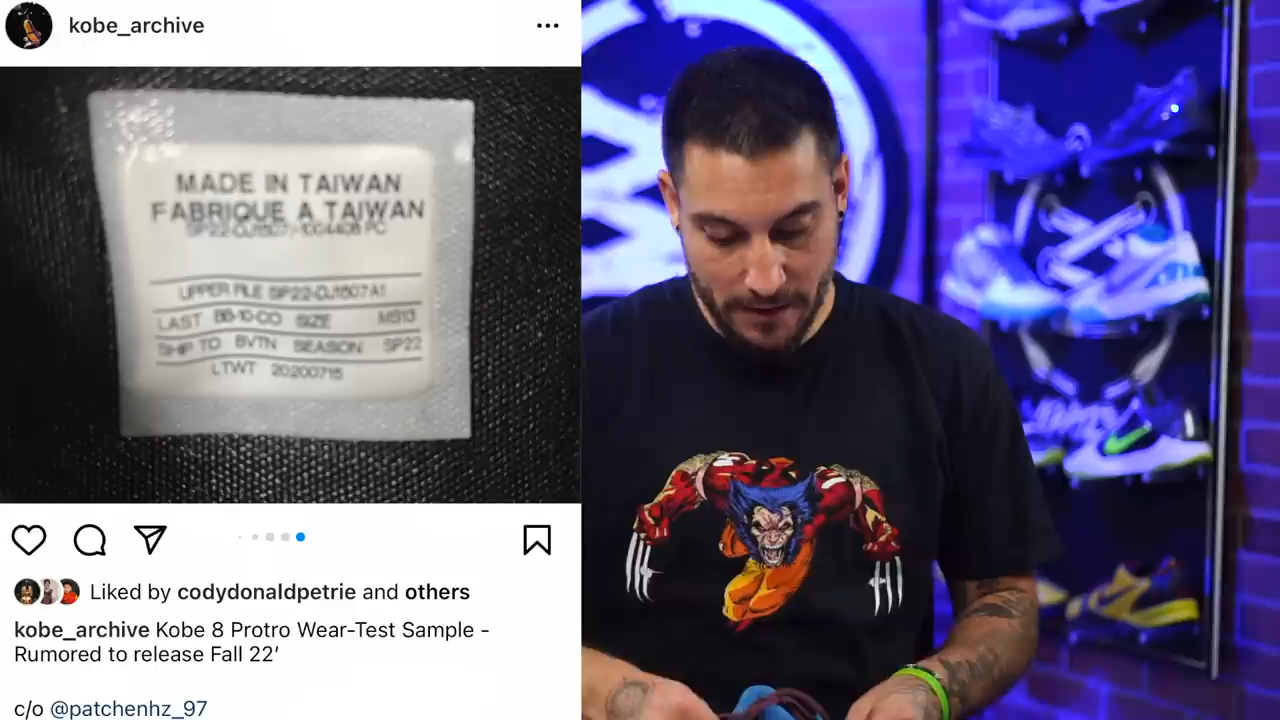 kobe_archive
MADE IN TAIWAN
FABRIQUE A TAIWAN
UPPER FILE SP22-DJ1607A1
LAST BB-10-CO SIZE MS13
SHIP TO BVTN SEASON SP22
LTWT 20200715
Liked by codydonaldpetrie and others
kobe_archive Kobe 8 Protro Wear-Test Sample -
Rumored to release Fall 22'
c/o @patchenhz_97